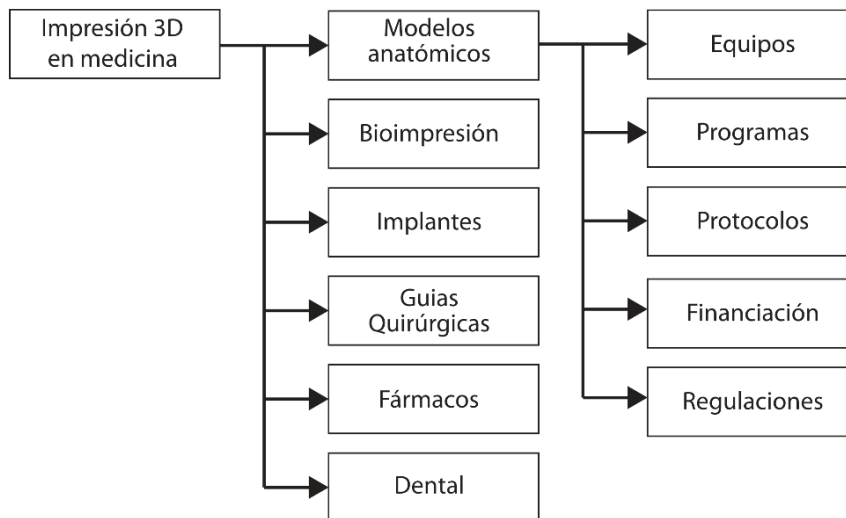 Impresión 3D
en medicina
Modelos
anatómicos
Bioimpresión
Implantes
Guias
Quirúrgicas
Fármacos
Dental
Equipos
Programas
Protocolos
Financiación
Regulaciones